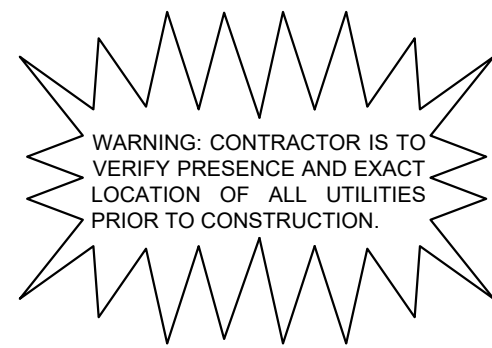 WARNING: CONTRACTOR IS TO
VERIFY PRESENCE AND EXACT
LOCATION OF ALL UTILITIES
PRIOR TO CONSTRUCTION.